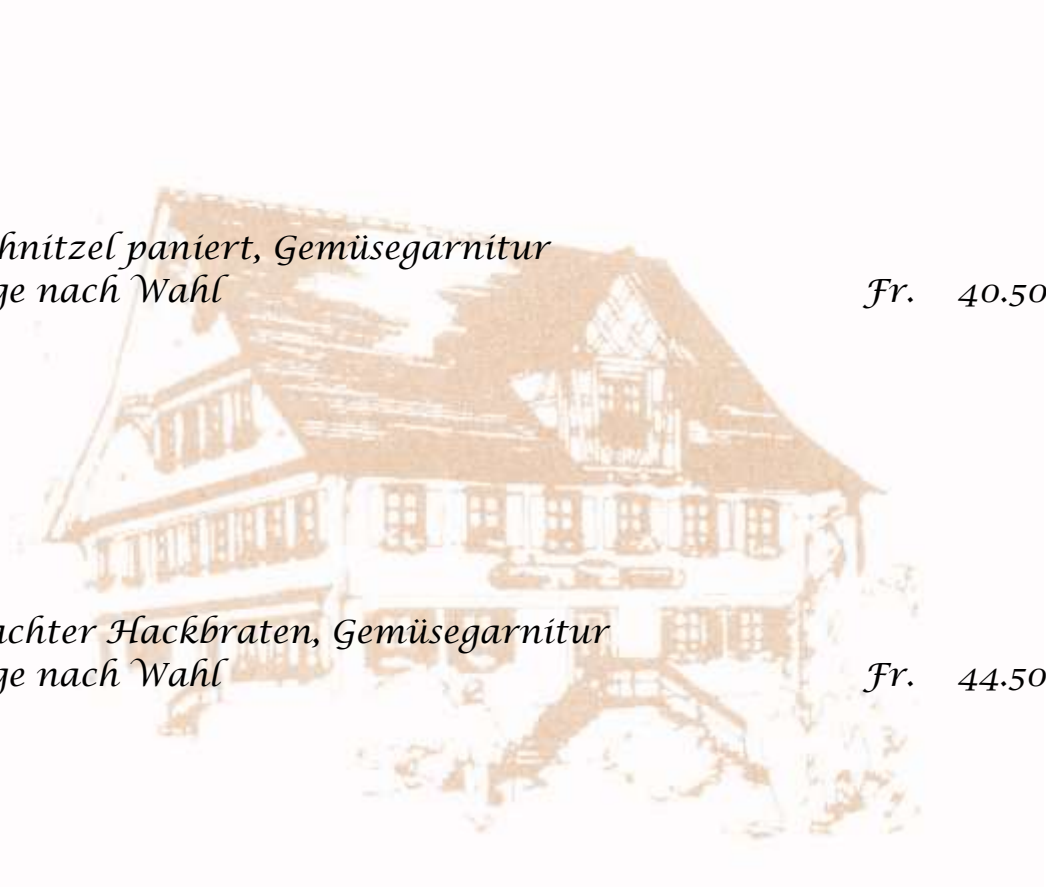 hnitzel paniert, Gemüsegarnitur
ge nach Wahl Fr. 40.50
achter Hackbraten, Gemüsegarnitur
ge nach Wahl Fr. 44.50